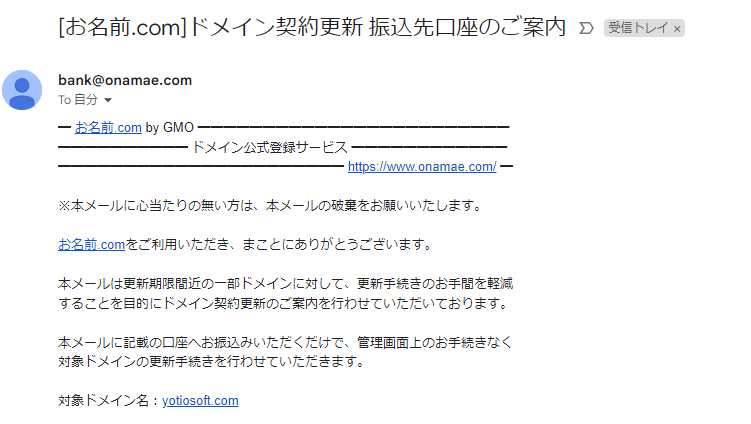 [お名前.com]ドメイン契約更新 振込先口座のご案内 受信トレイ ×
bank@onamae.com
To 自分
━ お名前.com by GMO ━━━━━━━━━━━━━━━━━━━━━━━━
━━━━━━━━━━ ドメイン公式登録サービス ━━━━━━━━━━━━
━━━━━━━━━━━━━━━━━━━━━━ https://www.onamae.com/ ━
※本メールに心当たりの無い方は、本メールの破棄をお願いいたします。
お名前.comをご利用いただき、まことにありがとうございます。
本メールは更新期限間近の一部ドメインに対して、更新手続きのお手間を軽減
することを目的にドメイン契約更新のご案内を行わせていただいております。
本メールに記載の口座へお振込みいただくだけで、管理画面上のお手続きなく
対象ドメインの更新手続きを行わせていただきます。
対象ドメイン名：yotiosoft.com